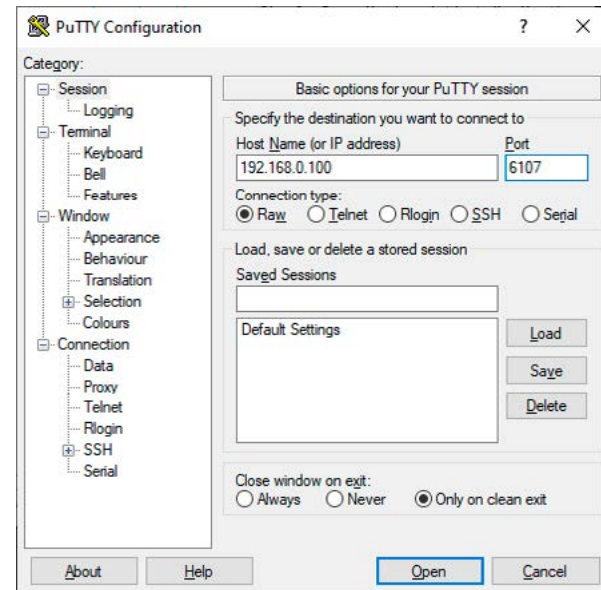 PuTTY Configuration
?
Category:
Session
Logging
Terminal
Keyboard
Bell
Features
Window
Appearance
Behaviour
Translation
Selection
Colours
Connection
Data
Proxy
Telnet
Rlogin
SSH
Serial
Basic options for your PuTTY session
Specify the destination you want to connect to
Host Name (or IP address) Port
192.168.0.100 6107
Connection type:
Raw Telnet Rlogin SSH Serial
Load, save or delete a stored session
Saved Sessions
Default Settings
Load
Save
Delete
Close window on exit:
Always Never Only on clean exit
About Help Open Cancel